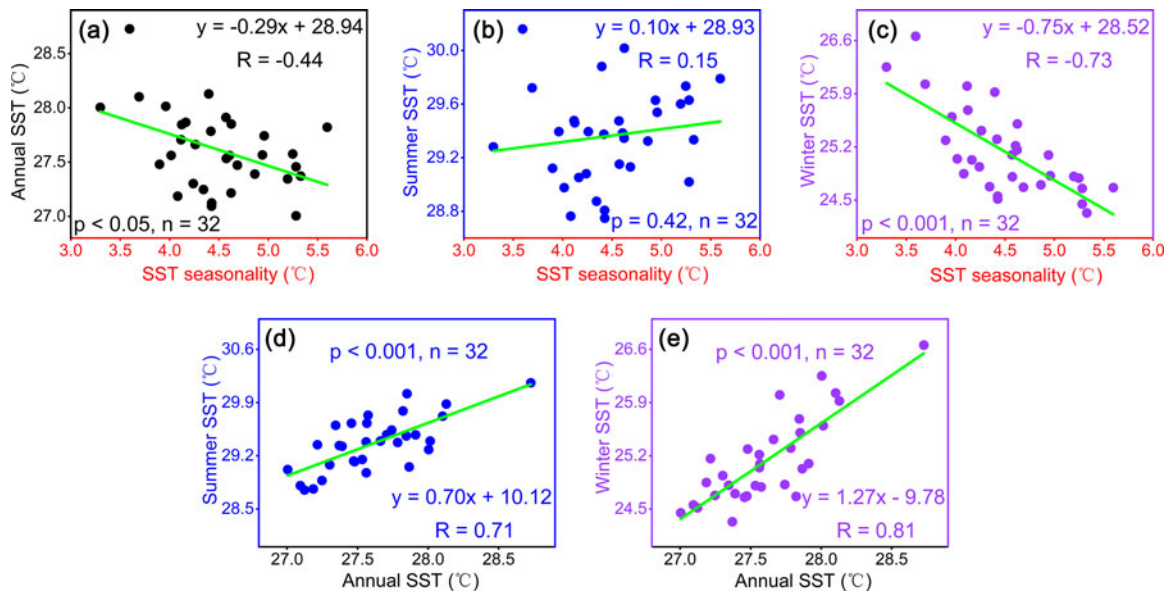 (a)
y = -0.29x + 28.94
R = -0.44
p < 0.05, n = 32
Annual SST (℃)
28.5
28.0
27.5
27.0
3.0 3.5 4.0 4.5 5.0 5.5 6.0
SST seasonality (℃)
(b)
y = 0.10x + 28.93
R = 0.15
p = 0.42, n = 32
Summer SST (℃)
30.0
29.6
29.2
28.8
3.0 3.5 4.0 4.5 5.0 5.5 6.0
SST seasonality (℃)
(c)
y = -0.75x + 28.52
R = -0.73
p < 0.001, n = 32
Winter SST (℃)
26.6
25.9
25.2
24.5
3.0 3.5 4.0 4.5 5.0 5.5 6.0
SST seasonality (℃)
(d)
p < 0.001, n = 32
y = 0.70x + 10.12
R = 0.71
Summer SST (℃)
30.6
29.9
29.2
28.5
27.0 27.5 28.0 28.5
Annual SST (℃)
(e)
p < 0.001, n = 32
y = 1.27x - 9.78
R = 0.81
Winter SST (℃)
26.6
25.9
25.2
24.5
27.0 27.5 28.0 28.5
Annual SST (℃)